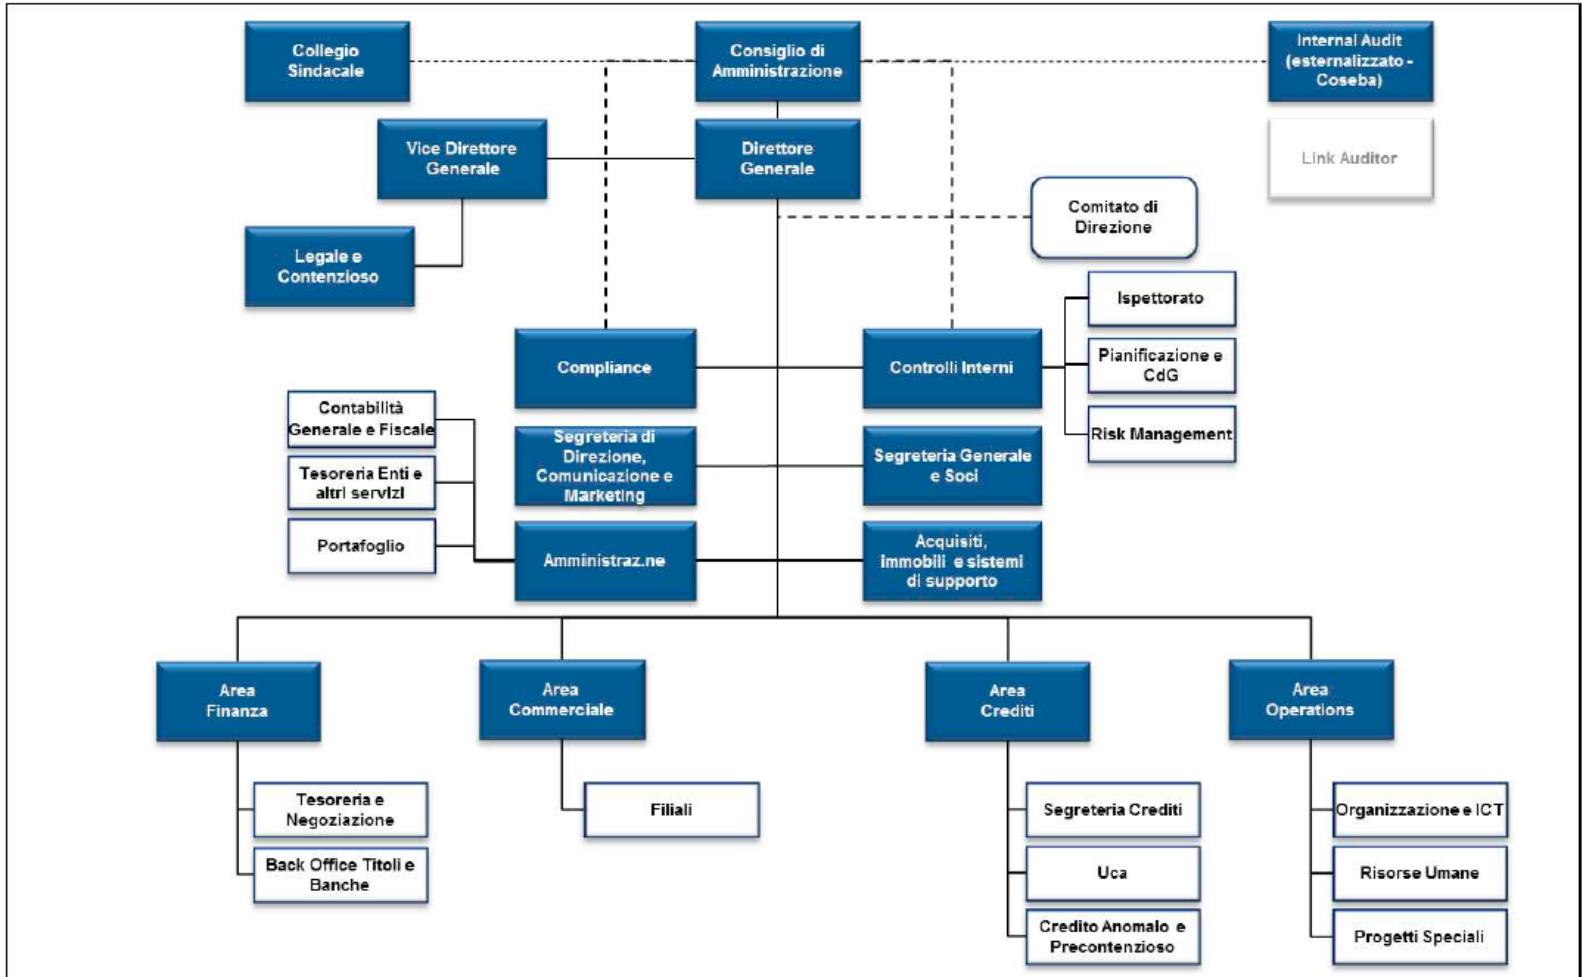 Collegio
Sindacale
Consiglio di
Amministrazione
Internal Audit
(esternalizzato -
Coseba)
Vice Direttore
Generale
Direttore
Generale
Link Auditor
Comitato di
Direzione
Legale e
Contenzioso
Ispettorato
Compliance
Controlli Interni
Pianificazione e
CdG
Risk Management
Contabilità
Generale e Fiscale
Segreteria di
Direzione,
Comunicazione e
Marketing
Segreteria Generale
e Soci
Tesoreria Enti e
altri servizi
Portafoglio
Amministraz.ne
Acquisiti,
immobili e sistemi
di supporto
Area
Finanza
Area
Commerciale
Area
Crediti
Area
Operations
Tesoreria e
Negoziazione
Filiali
Segreteria Crediti
Organizzazione e ICT
Back Office Titoli e
Banche
Uca
Risorse Umane
Credito Anomalo e
Precontenzioso
Progetti Speciali